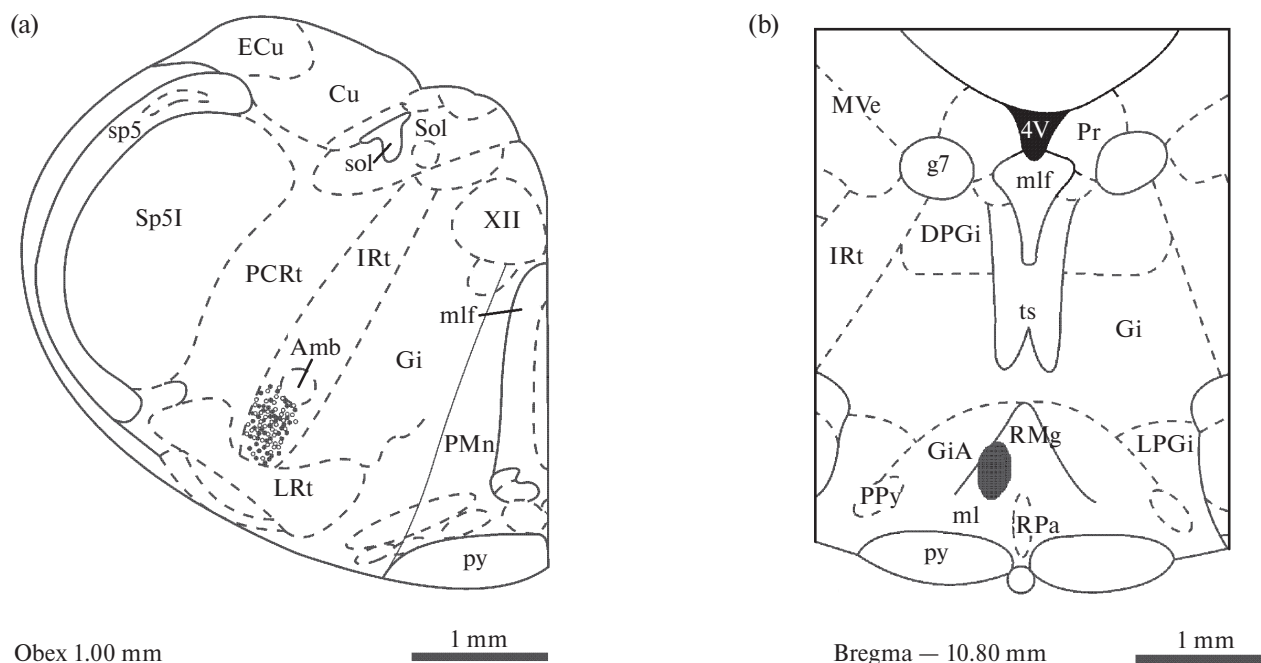 (a)
ECu
Cu
sp5
Sol
sol
Sp5I
XII
PCRt
IRt
mlf
Amb
Gi
PMn
LRt
py
Obex 1.00 mm
1 mm
(b)
MVe
4V
Pr
g7
mlf
DPGi
IRt
ts
Gi
RMg
GiA
LPGi
PPy
ml
RPa
py
Bregma — 10.80 mm
1 mm